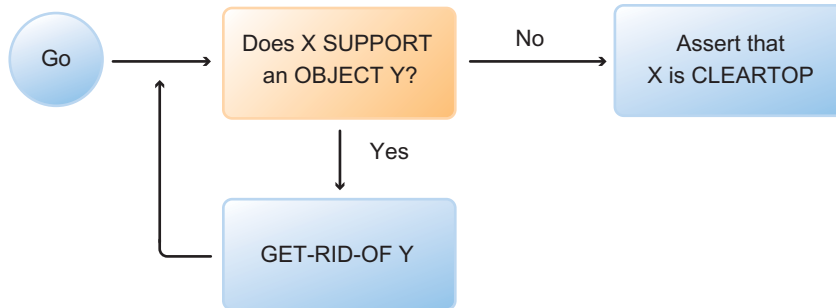 Go
Does X SUPPORT
an OBJECT Y?
No
Assert that
X is CLEARTOP
Yes
GET-RID-OF Y